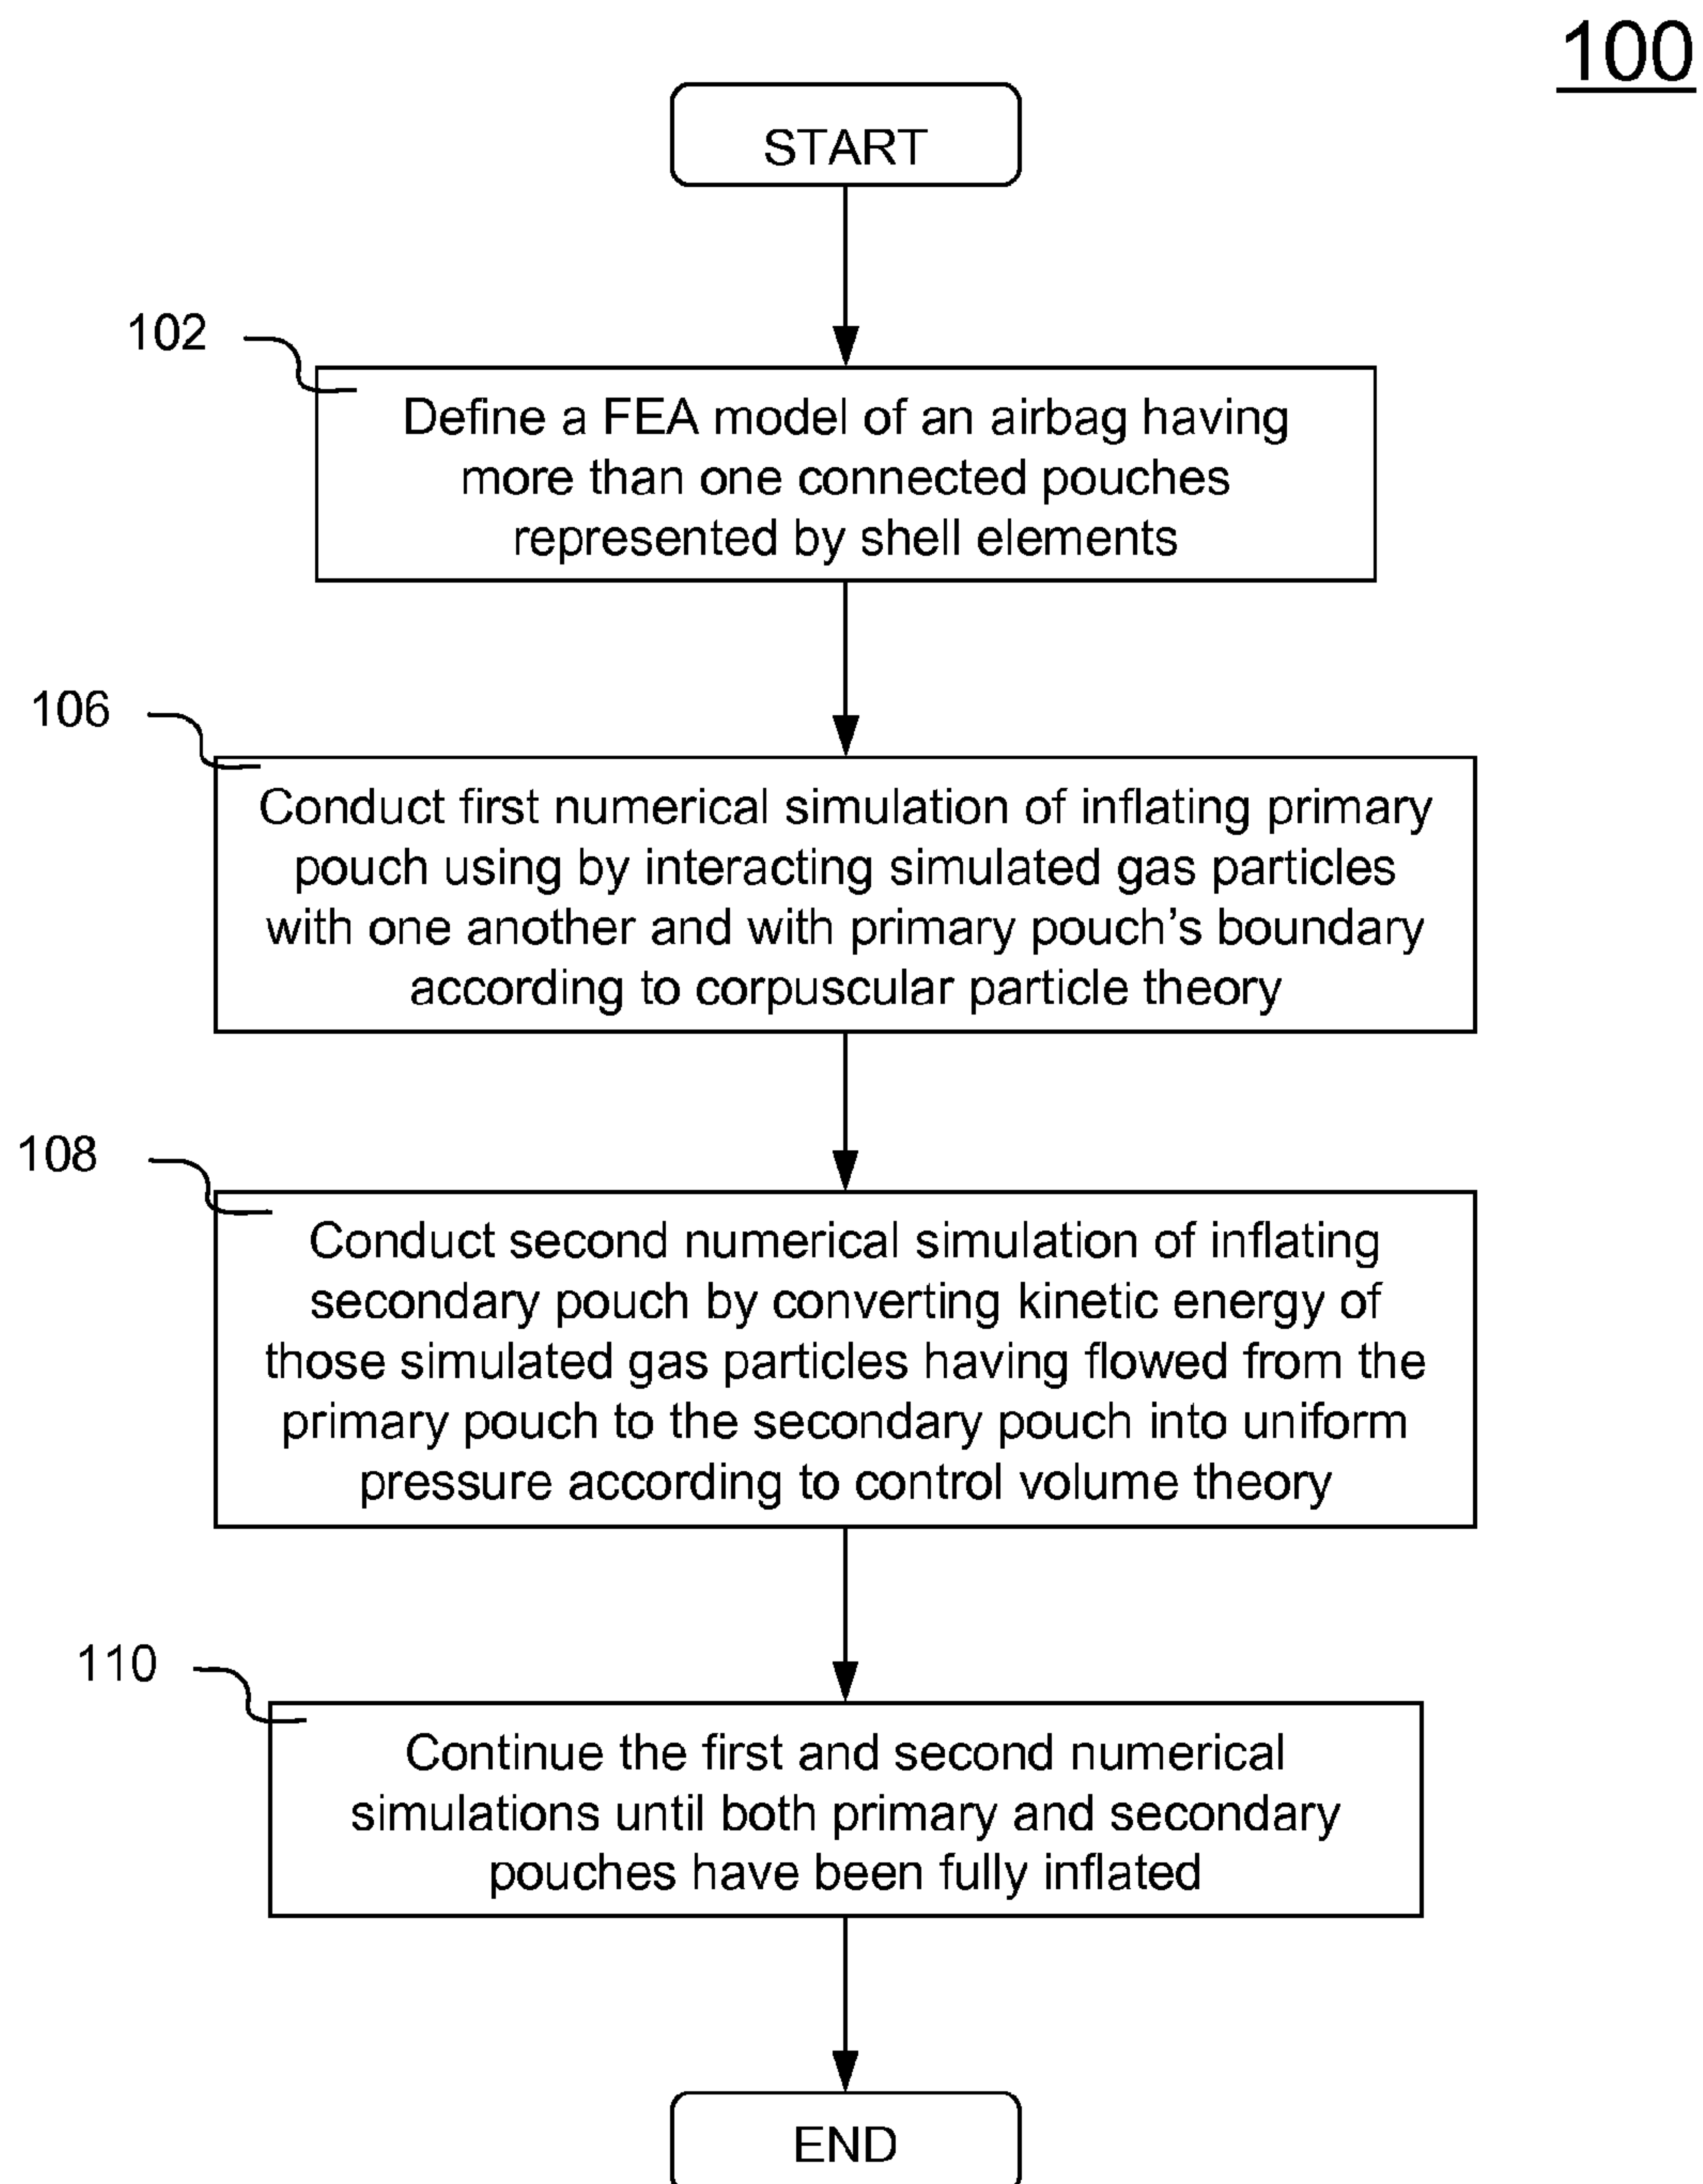 100
START
102
Define a FEA model of an airbag having
more than one connected pouches
represented by shell elements
106
Conduct first numerical simulation of inflating primary
pouch using by interacting simulated gas particles
with one another and with primary pouch’s boundary
according to corpuscular particle theory
108
Conduct second numerical simulation of inflating
secondary pouch by converting kinetic energy of
those simulated gas particles having flowed from the
primary pouch to the secondary pouch into uniform
pressure according to control volume theory
110
Continue the first and second numerical
simulations until both primary and secondary
pouches have been fully inflated
END